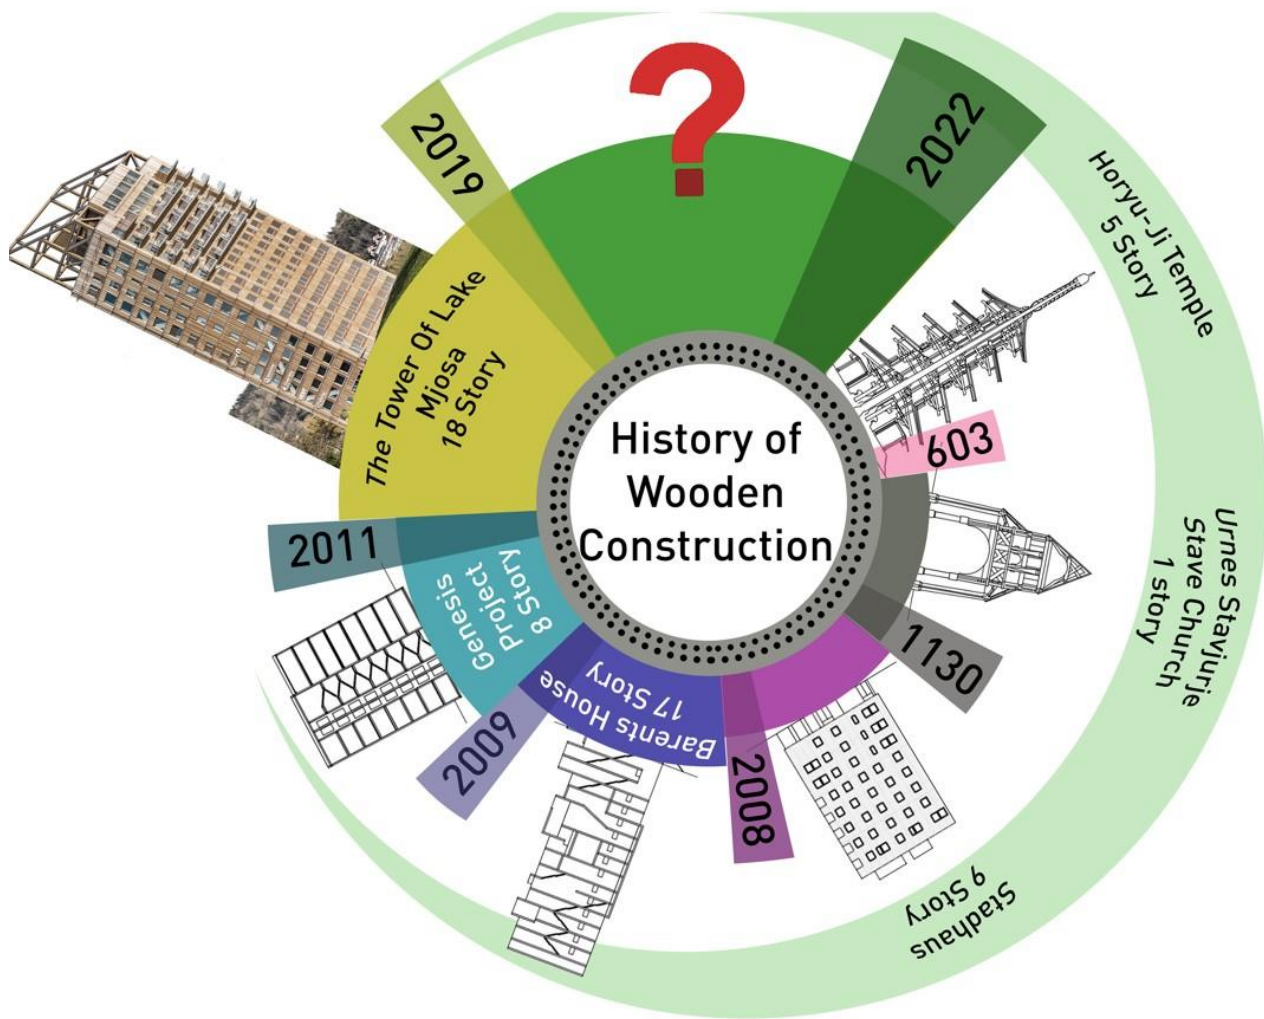 History of
Wooden
Construction
?
2022
Horyu-Ji Temple
5 Story
603
Urnes Stavjurje
Stave Church
1 story
1130
Stadhaus
9 Story
2008
Barents House
17 Story
2009
Genesis
Project
8 Story
2011
The Tower Of Lake
Mjosa
18 Story
2019